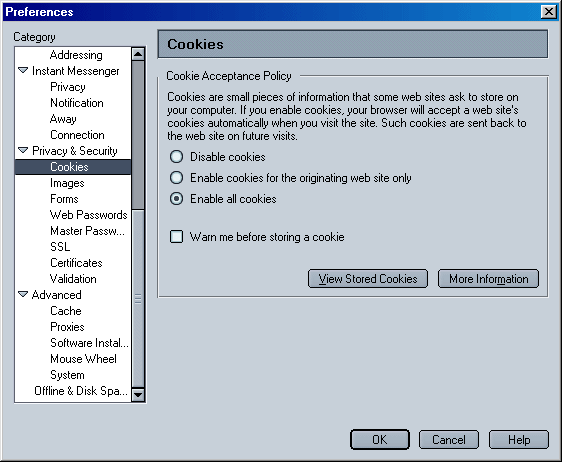 Preferences
Category
Addressing
Instant Messenger
Privacy
Notification
Away
Connection
Privacy & Security
Cookies
Images
Forms
Web Passwords
Master Passw...
SSL
Certificates
Validation
Advanced
Cache
Proxies
Software Instal...
Mouse Wheel
System
Offline & Disk Spa...
Cookies
Cookie Acceptance Policy
Cookies are small pieces of information that some web sites ask to store on
your computer. If you enable cookies, your browser will accept a web site's
cookies automatically when you visit the site. Such cookies are sent back to
the web site on future visits.
Disable cookies
Enable cookies for the originating web site only
Enable all cookies
Warn me before storing a cookie
View Stored Cookies
More Information
OK
Cancel
Help